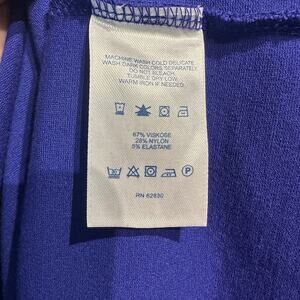 MACHINE WASH COLD DELICATE
WASH DARK COLORS SEPARATELY
DO NOT BLEACH.
TUMBLE DRY LOW.
WARM IRON IF NEEDED.
67% VISKOSE
28% NYLON
5% ELASTANE
P
RN 62830